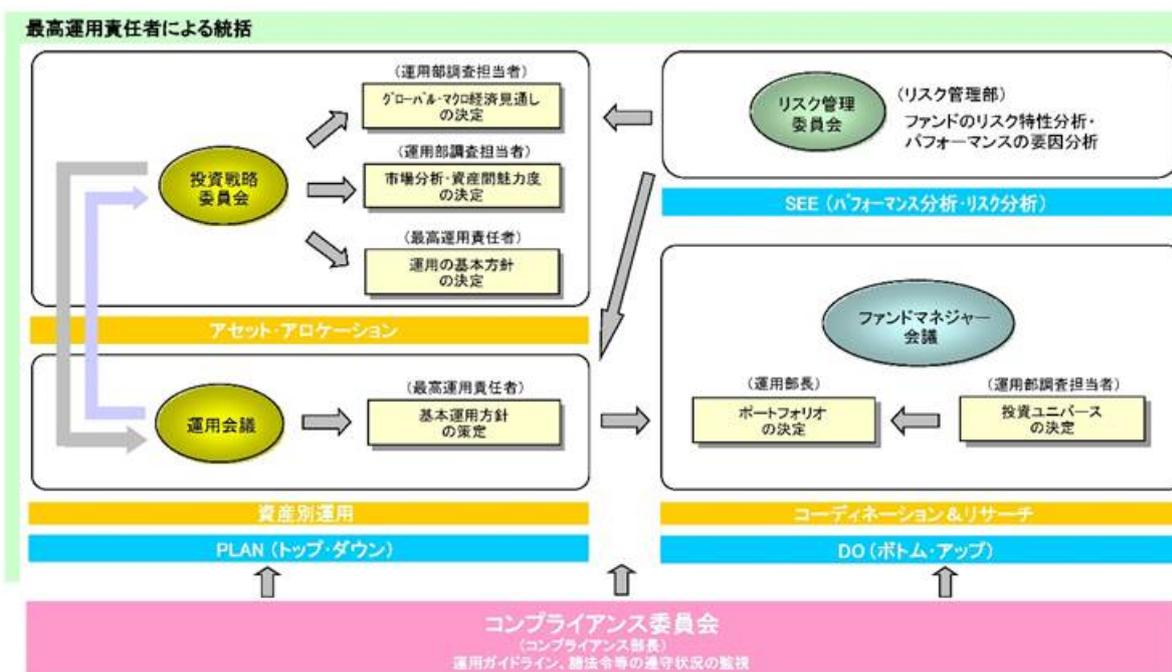 最高運用責任者による統括
(運用部調査担当者)
グローバル・マクロ経済見通し
の決定
投資戦略
委員会
(運用部調査担当者)
市場分析・資産間魅力度
の決定
(最高運用責任者)
運用の基本方針
の決定
アセット・アロケーション
運用会議
(最高運用責任者)
基本運用方針
の策定
資産別運用
PLAN (トップ・ダウン)
リスク管理
委員会
(リスク管理部)
ファンドのリスク特性分析・
パフォーマンスの要因分析
SEE (パフォーマンス分析・リスク分析)
ファンドマネジャー
会議
(運用部長)
ポートフォリオ
の決定
(運用部調査担当者)
投資ユニバース
の決定
コーディネーション&リサーチ
DO (ボトム・アップ)
コンプライアンス委員会
(コンプライアンス部長)
運用ガイドライン、諸法令等の遵守状況の監視